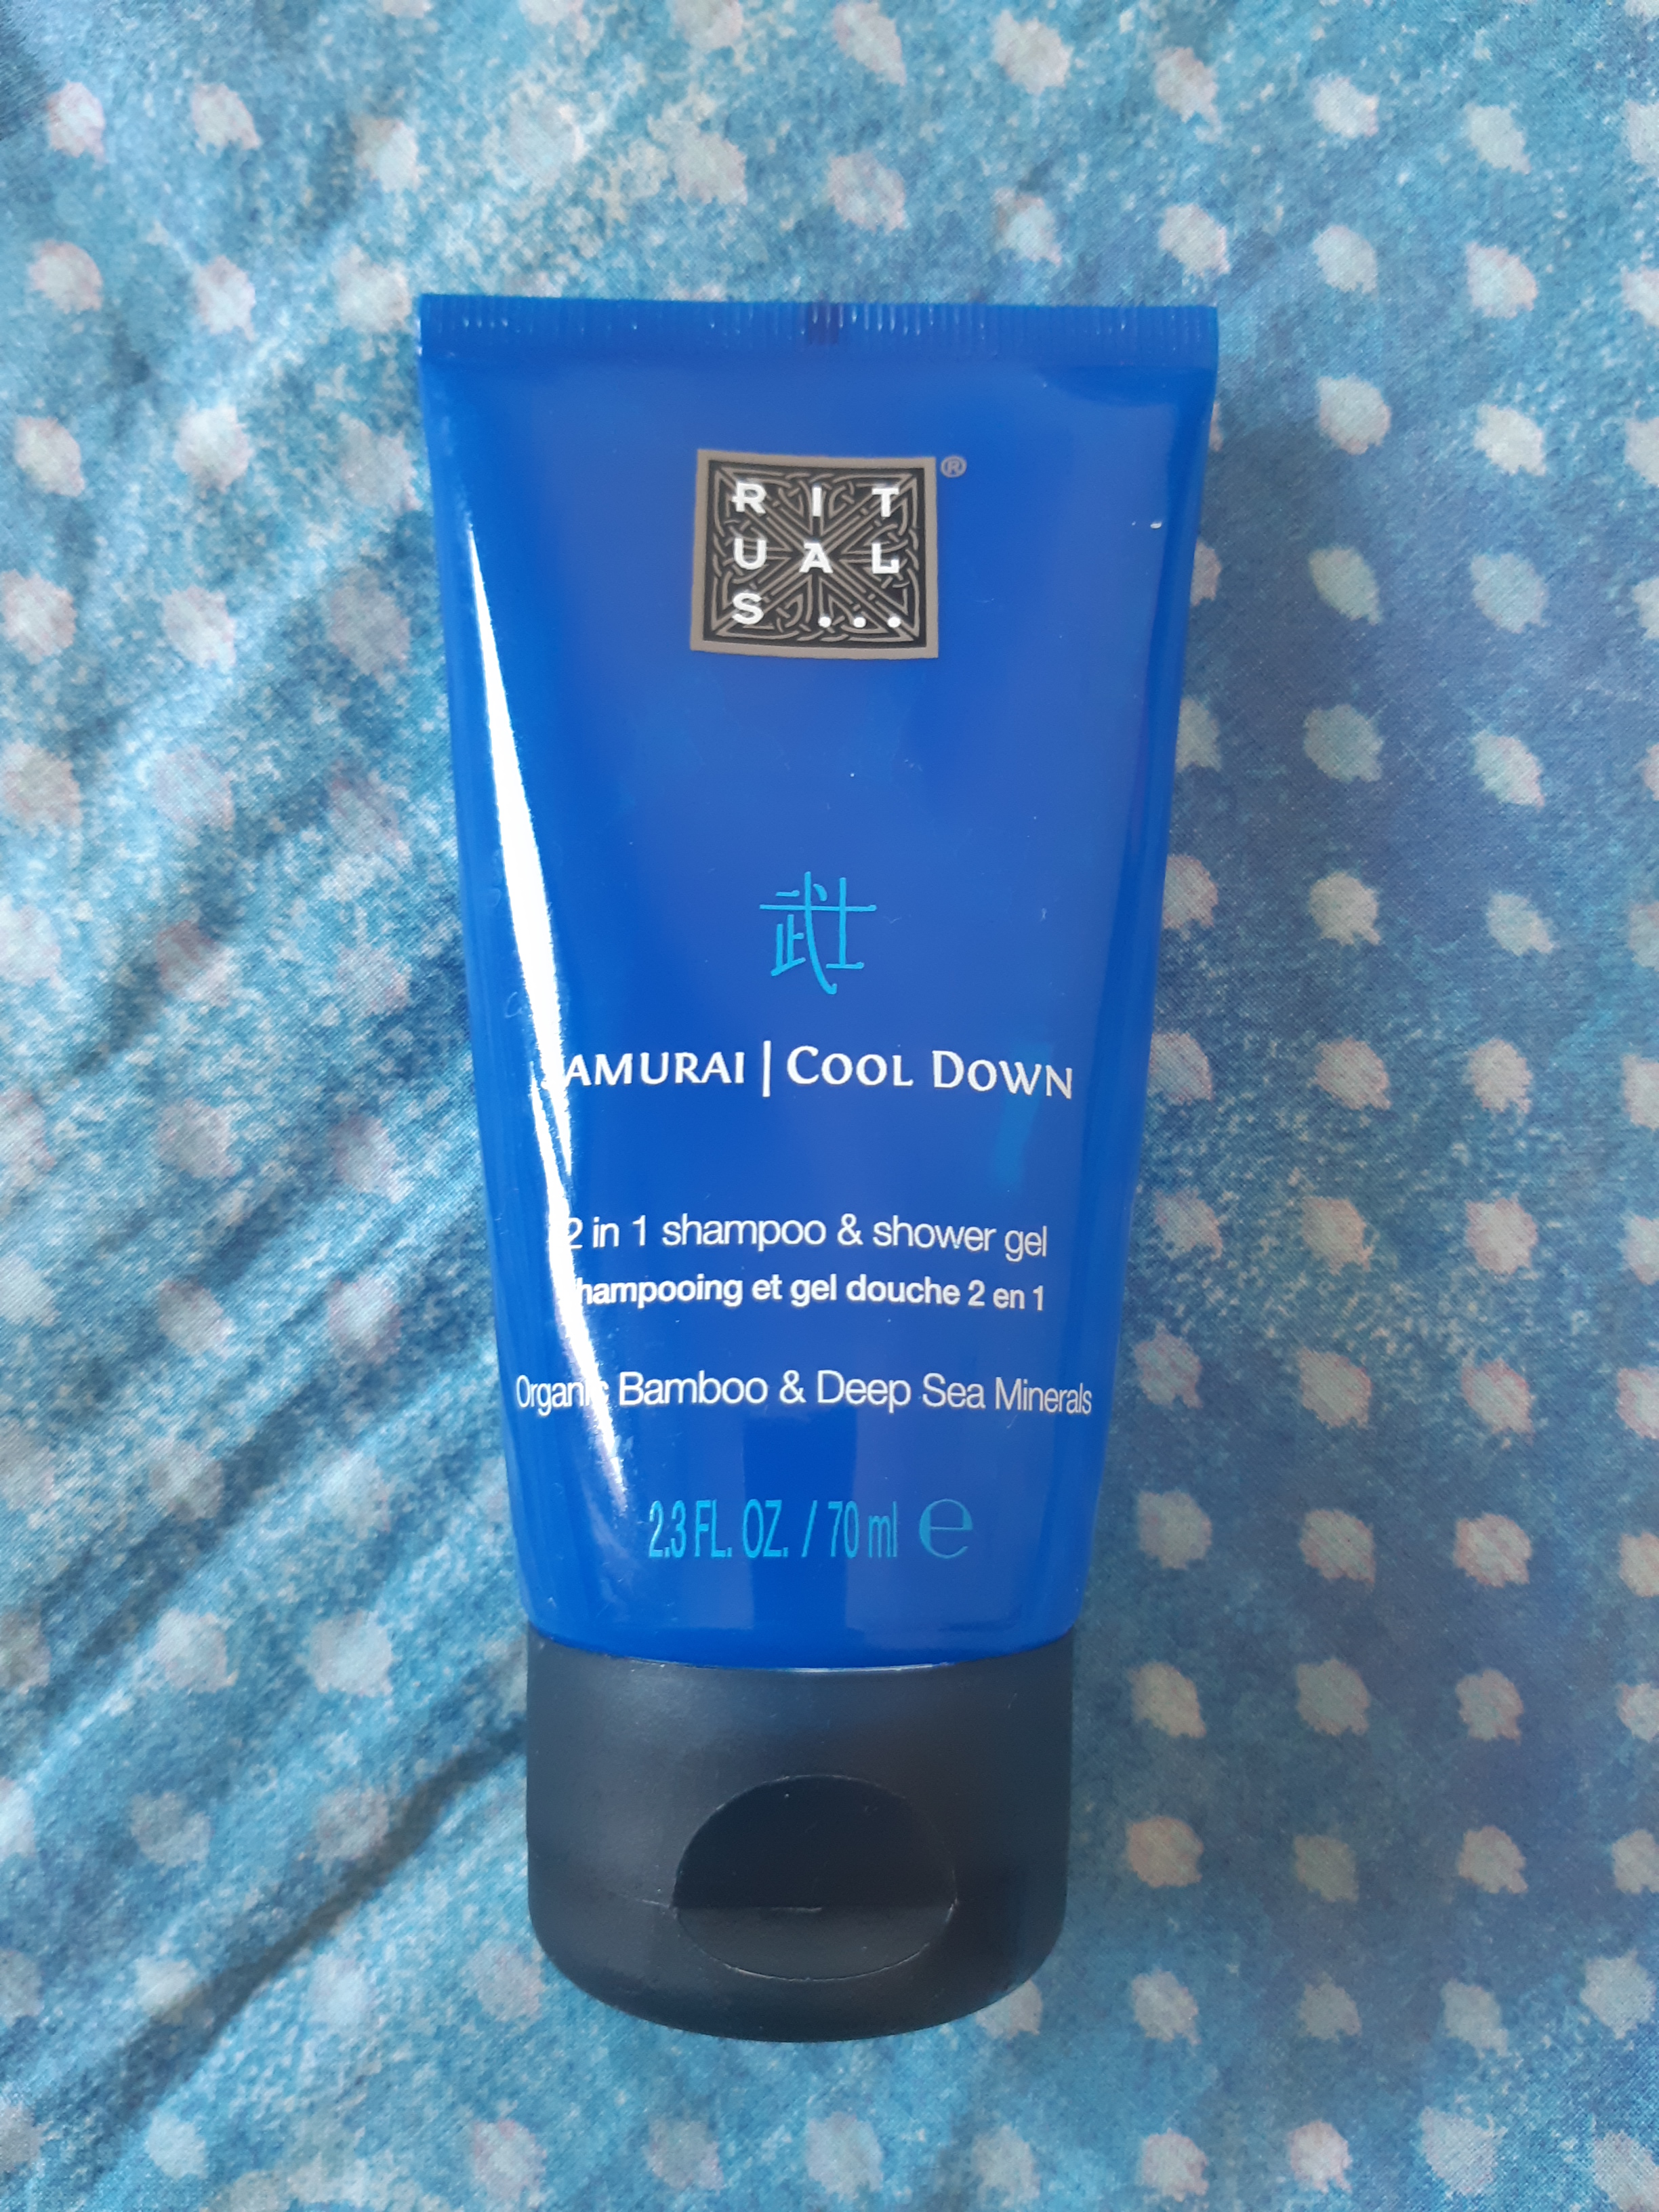 RIT
UAL
S...
®
武士
SAMURAI | COOL DOWN
2 in 1 shampoo & shower gel
shampooing et gel douche 2 en 1
Organic Bamboo & Deep Sea Minerals
2.3 FL. OZ. / 70 ml ℮